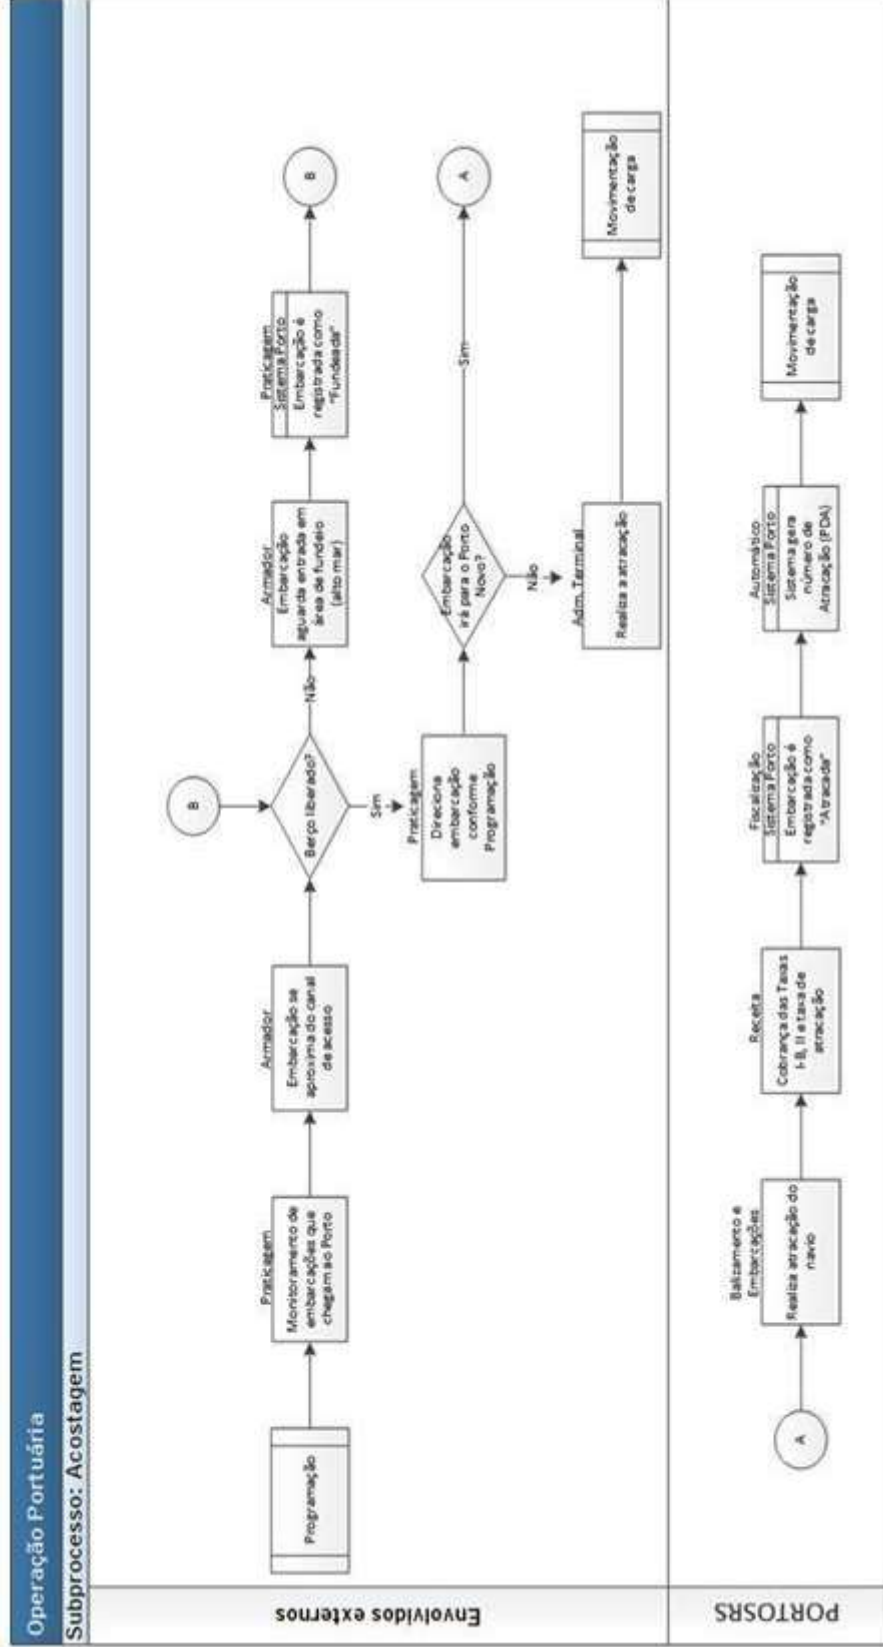 Operação Portuária
Subprocesso: Acostagem
Envolvidos externos
Programação
Praticagem
Monitoramento de
embarcações que
chegam ao Porto
Armador
Embarcação se
aproxima do canal
de acesso
B
Berço liberado?
Não
Armador
Embarcação
aguarda entrada em
área de fundeio
(alto mar)
Praticagem
Sistema Porto
Embarcação é
registrada como
"Fundeada"
B
Sim
Praticagem
Direciona
embarcação
conforme
Programação
Embarcação
irá para o Porto
Novo?
Sim
A
Não
Adm. Terminal
Realiza a atracação
Movimentação
de carga
PORTOSRS
A
Balizamento e
Embarcações
Realiza atracação do
navio
Receita
Cobrança das Taxas
I-B, II e taxa de
atracação
Fiscalização
Sistema Porto
Embarcação é
registrada como
"Atracada"
Automático
Sistema Porto
Sistema gera
número de
Atracação (PDA)
Movimentação
de carga